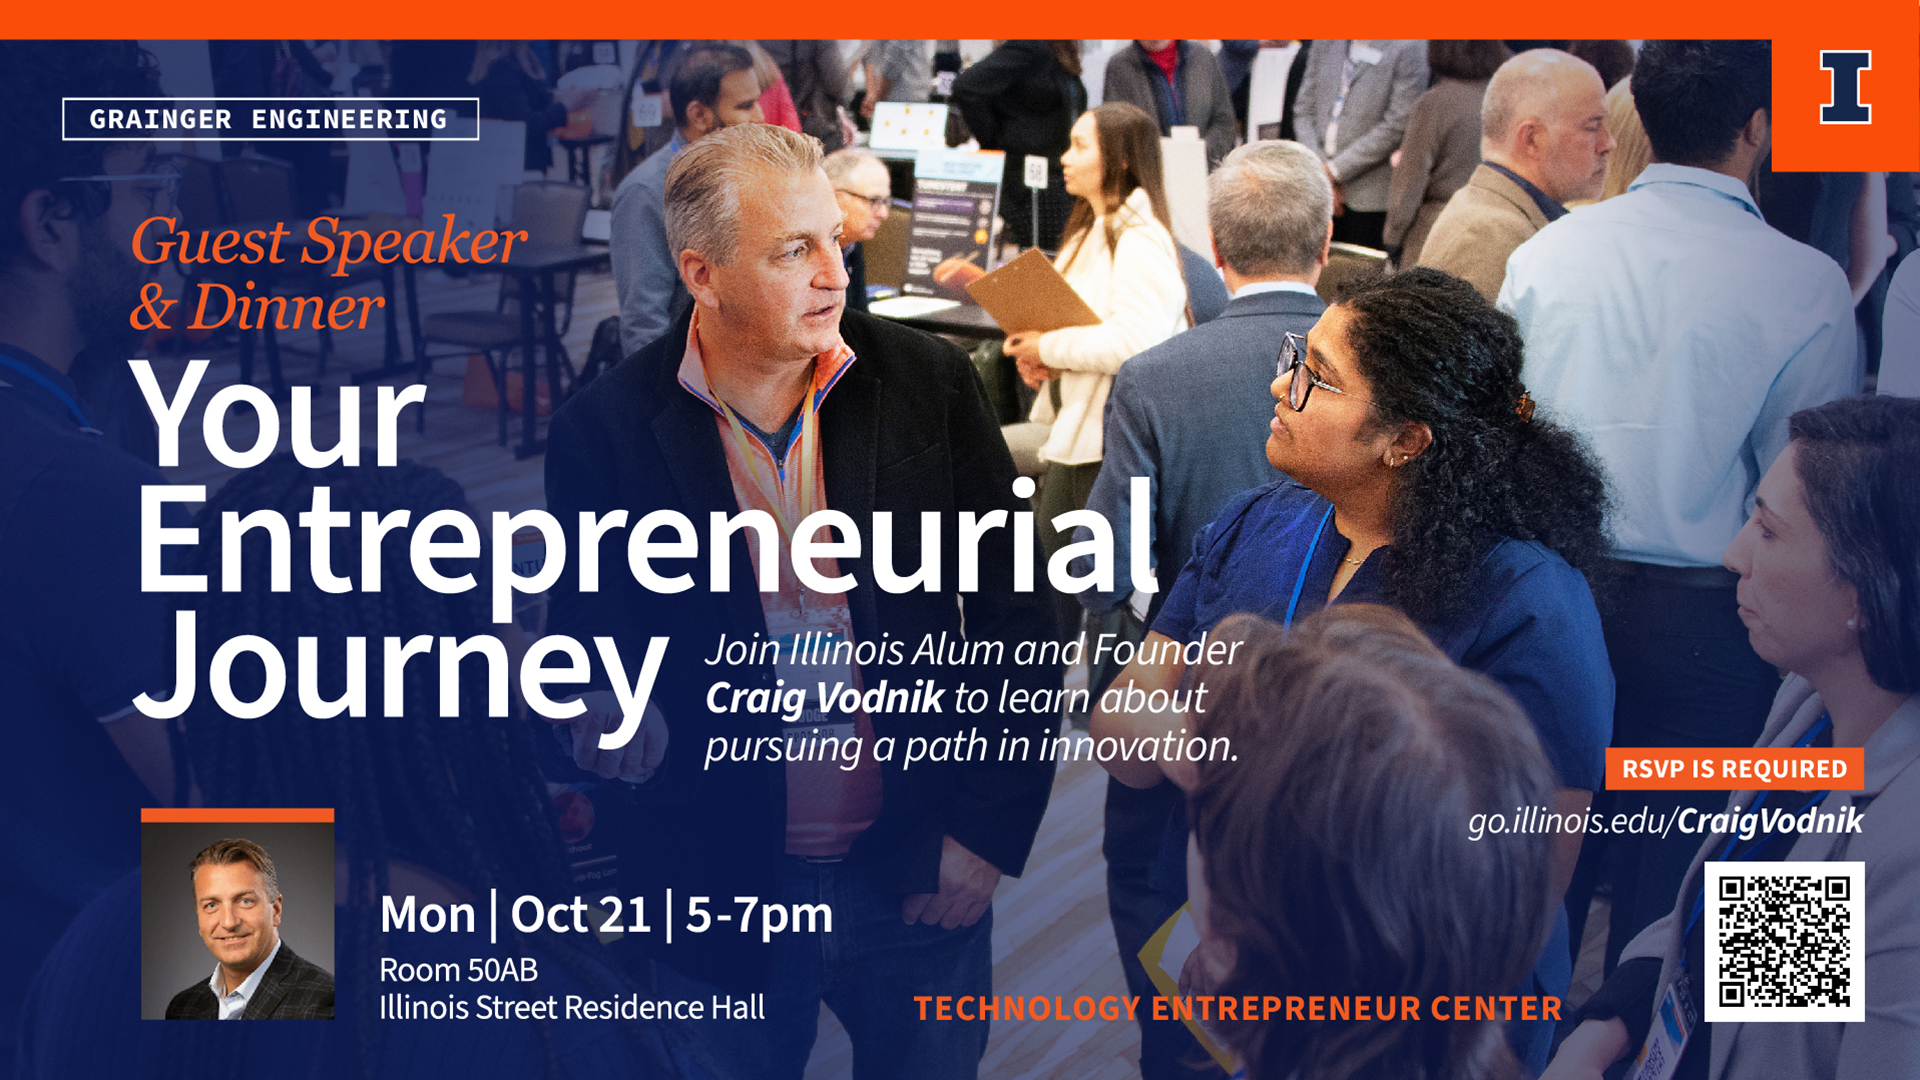 GRAINGER ENGINEERING
I
Guest Speaker
& Dinner
Your
Entrepreneurial
Journey
Join Illinois Alum and Founder
Craig Vodnik to learn about
pursuing a path in innovation.
RSVP IS REQUIRED
go.illinois.edu/CraigVodnik
Mon | Oct 21 | 5-7pm
Room 50AB
Illinois Street Residence Hall
TECHNOLOGY ENTREPRENEUR CENTER
68